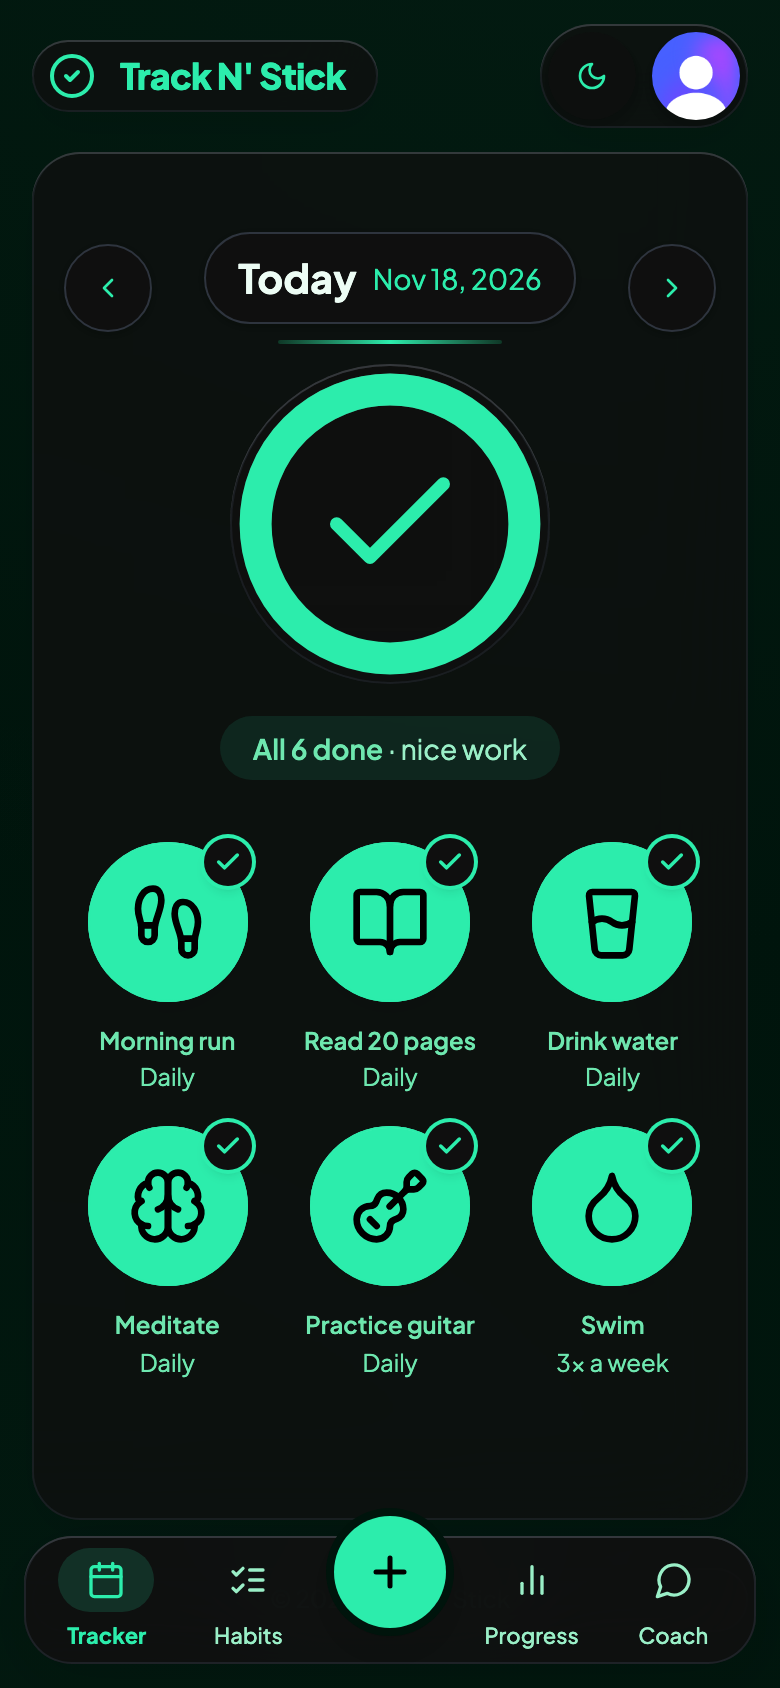 Track N' Stick
Today Nov 18, 2026
All 6 done · nice work
Morning run
Daily
Read 20 pages
Daily
Drink water
Daily
Meditate
Daily
Practice guitar
Daily
Swim
3× a week
Tracker
Habits
Progress
Coach